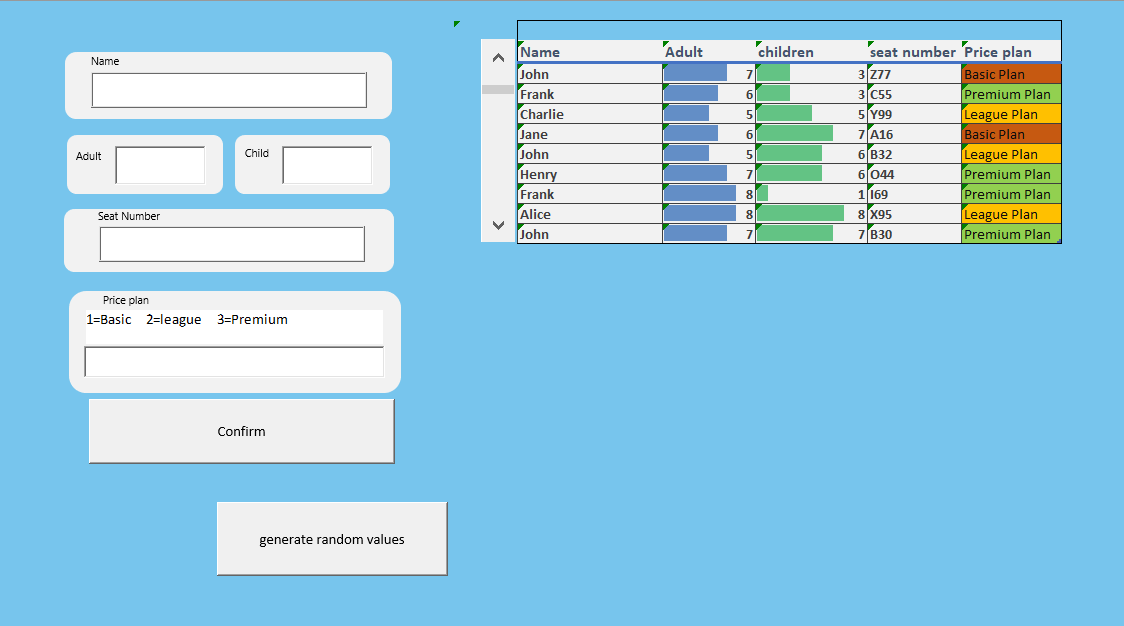 Name
Adult
Child
Seat Number
Price plan
1=Basic 2=league 3=Premium
Confirm
generate random values
Name Adult children seat number Price plan
John 7 3 Z77 Basic Plan
Frank 6 3 C55 Premium Plan
Charlie 5 5 Y99 League Plan
Jane 6 7 A16 Basic Plan
John 5 6 B32 League Plan
Henry 7 6 O44 Premium Plan
Frank 8 1 I69 Premium Plan
Alice 8 8 X95 League Plan
John 7 7 B30 Premium Plan